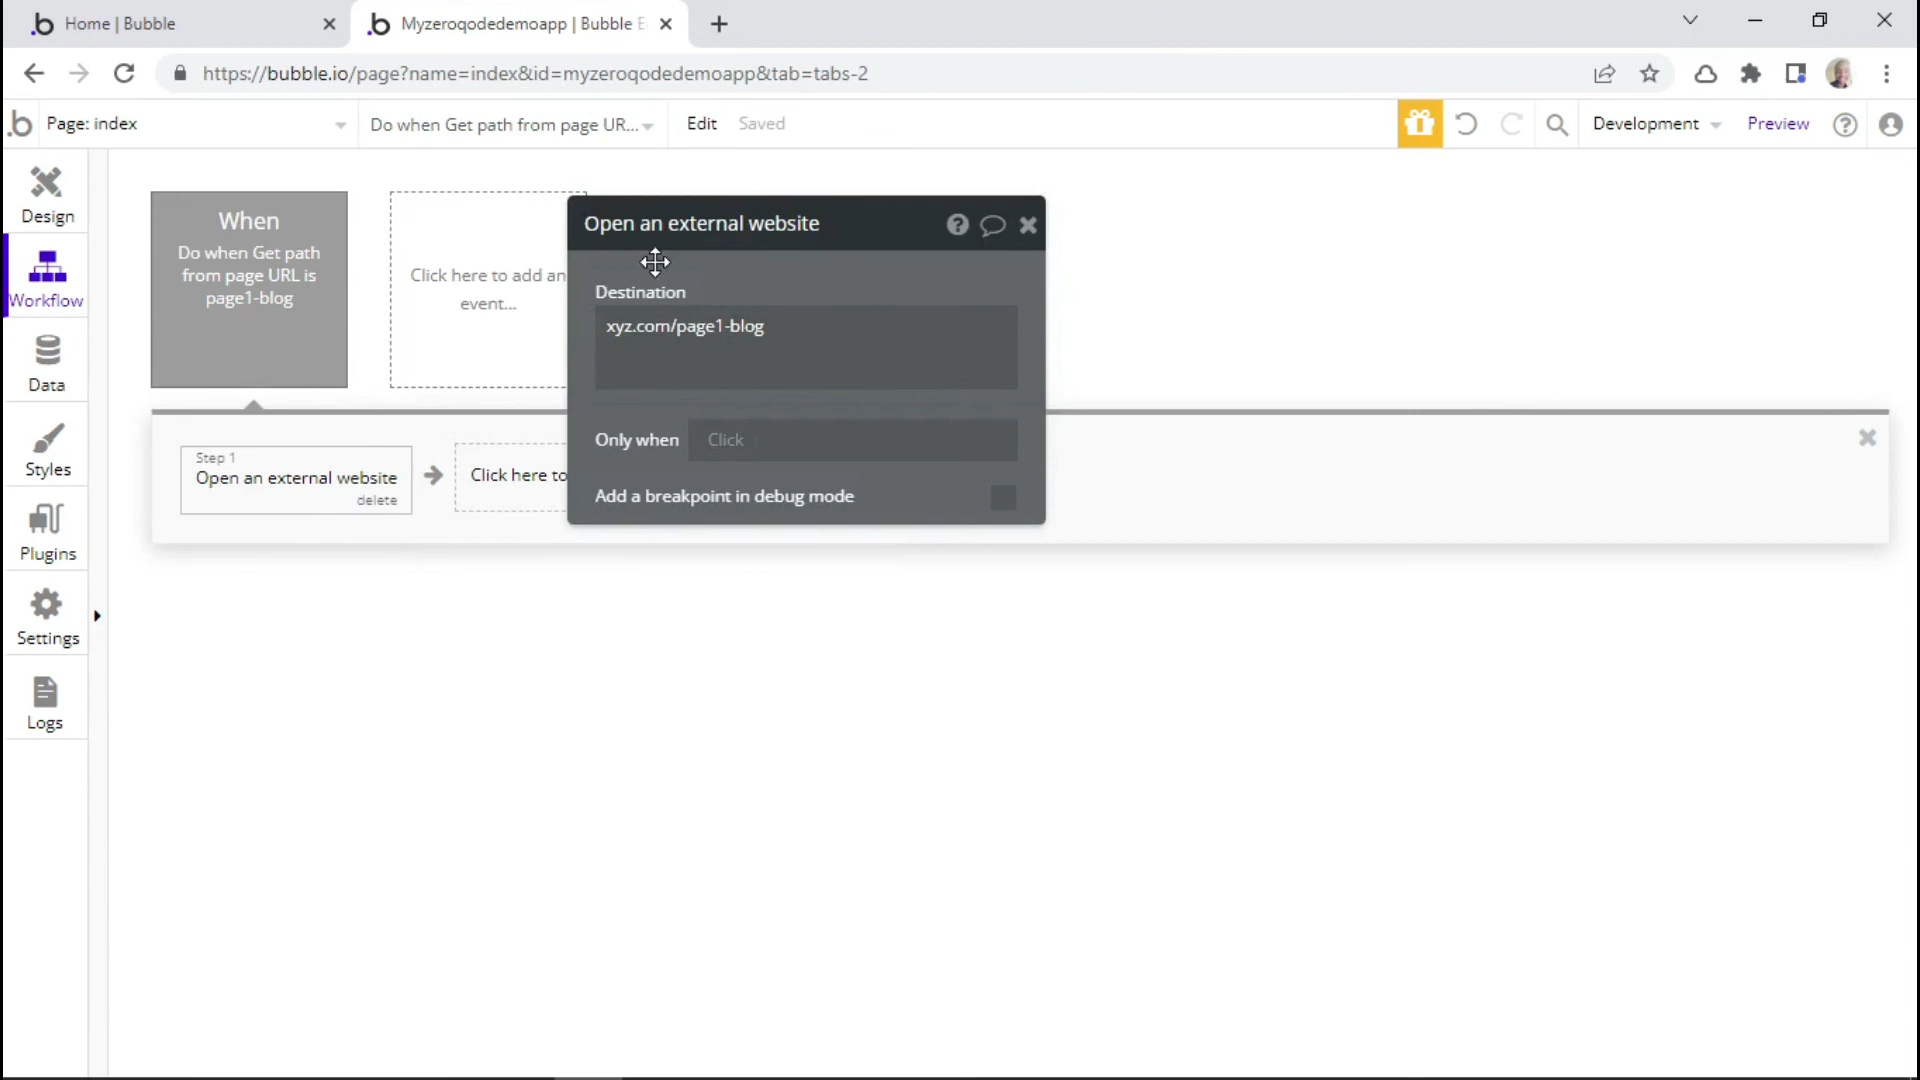 Home | Bubble
Myzeroqodedemoapp | Bubble E
https://bubble.io/page?name=index&id=myzeroqodedemoapp&tab=tabs-2
Page: index
Do when Get path from page UR...
Edit
Saved
Development
Preview
Design
Workflow
Data
Styles
Plugins
Settings
Logs
When
Do when Get path
from page URL is
page1-blog
Click here to add an
event...
Open an external website
Destination
xyz.com/page1-blog
Only when
Click
Add a breakpoint in debug mode
Step 1
Open an external website
delete
Click here to